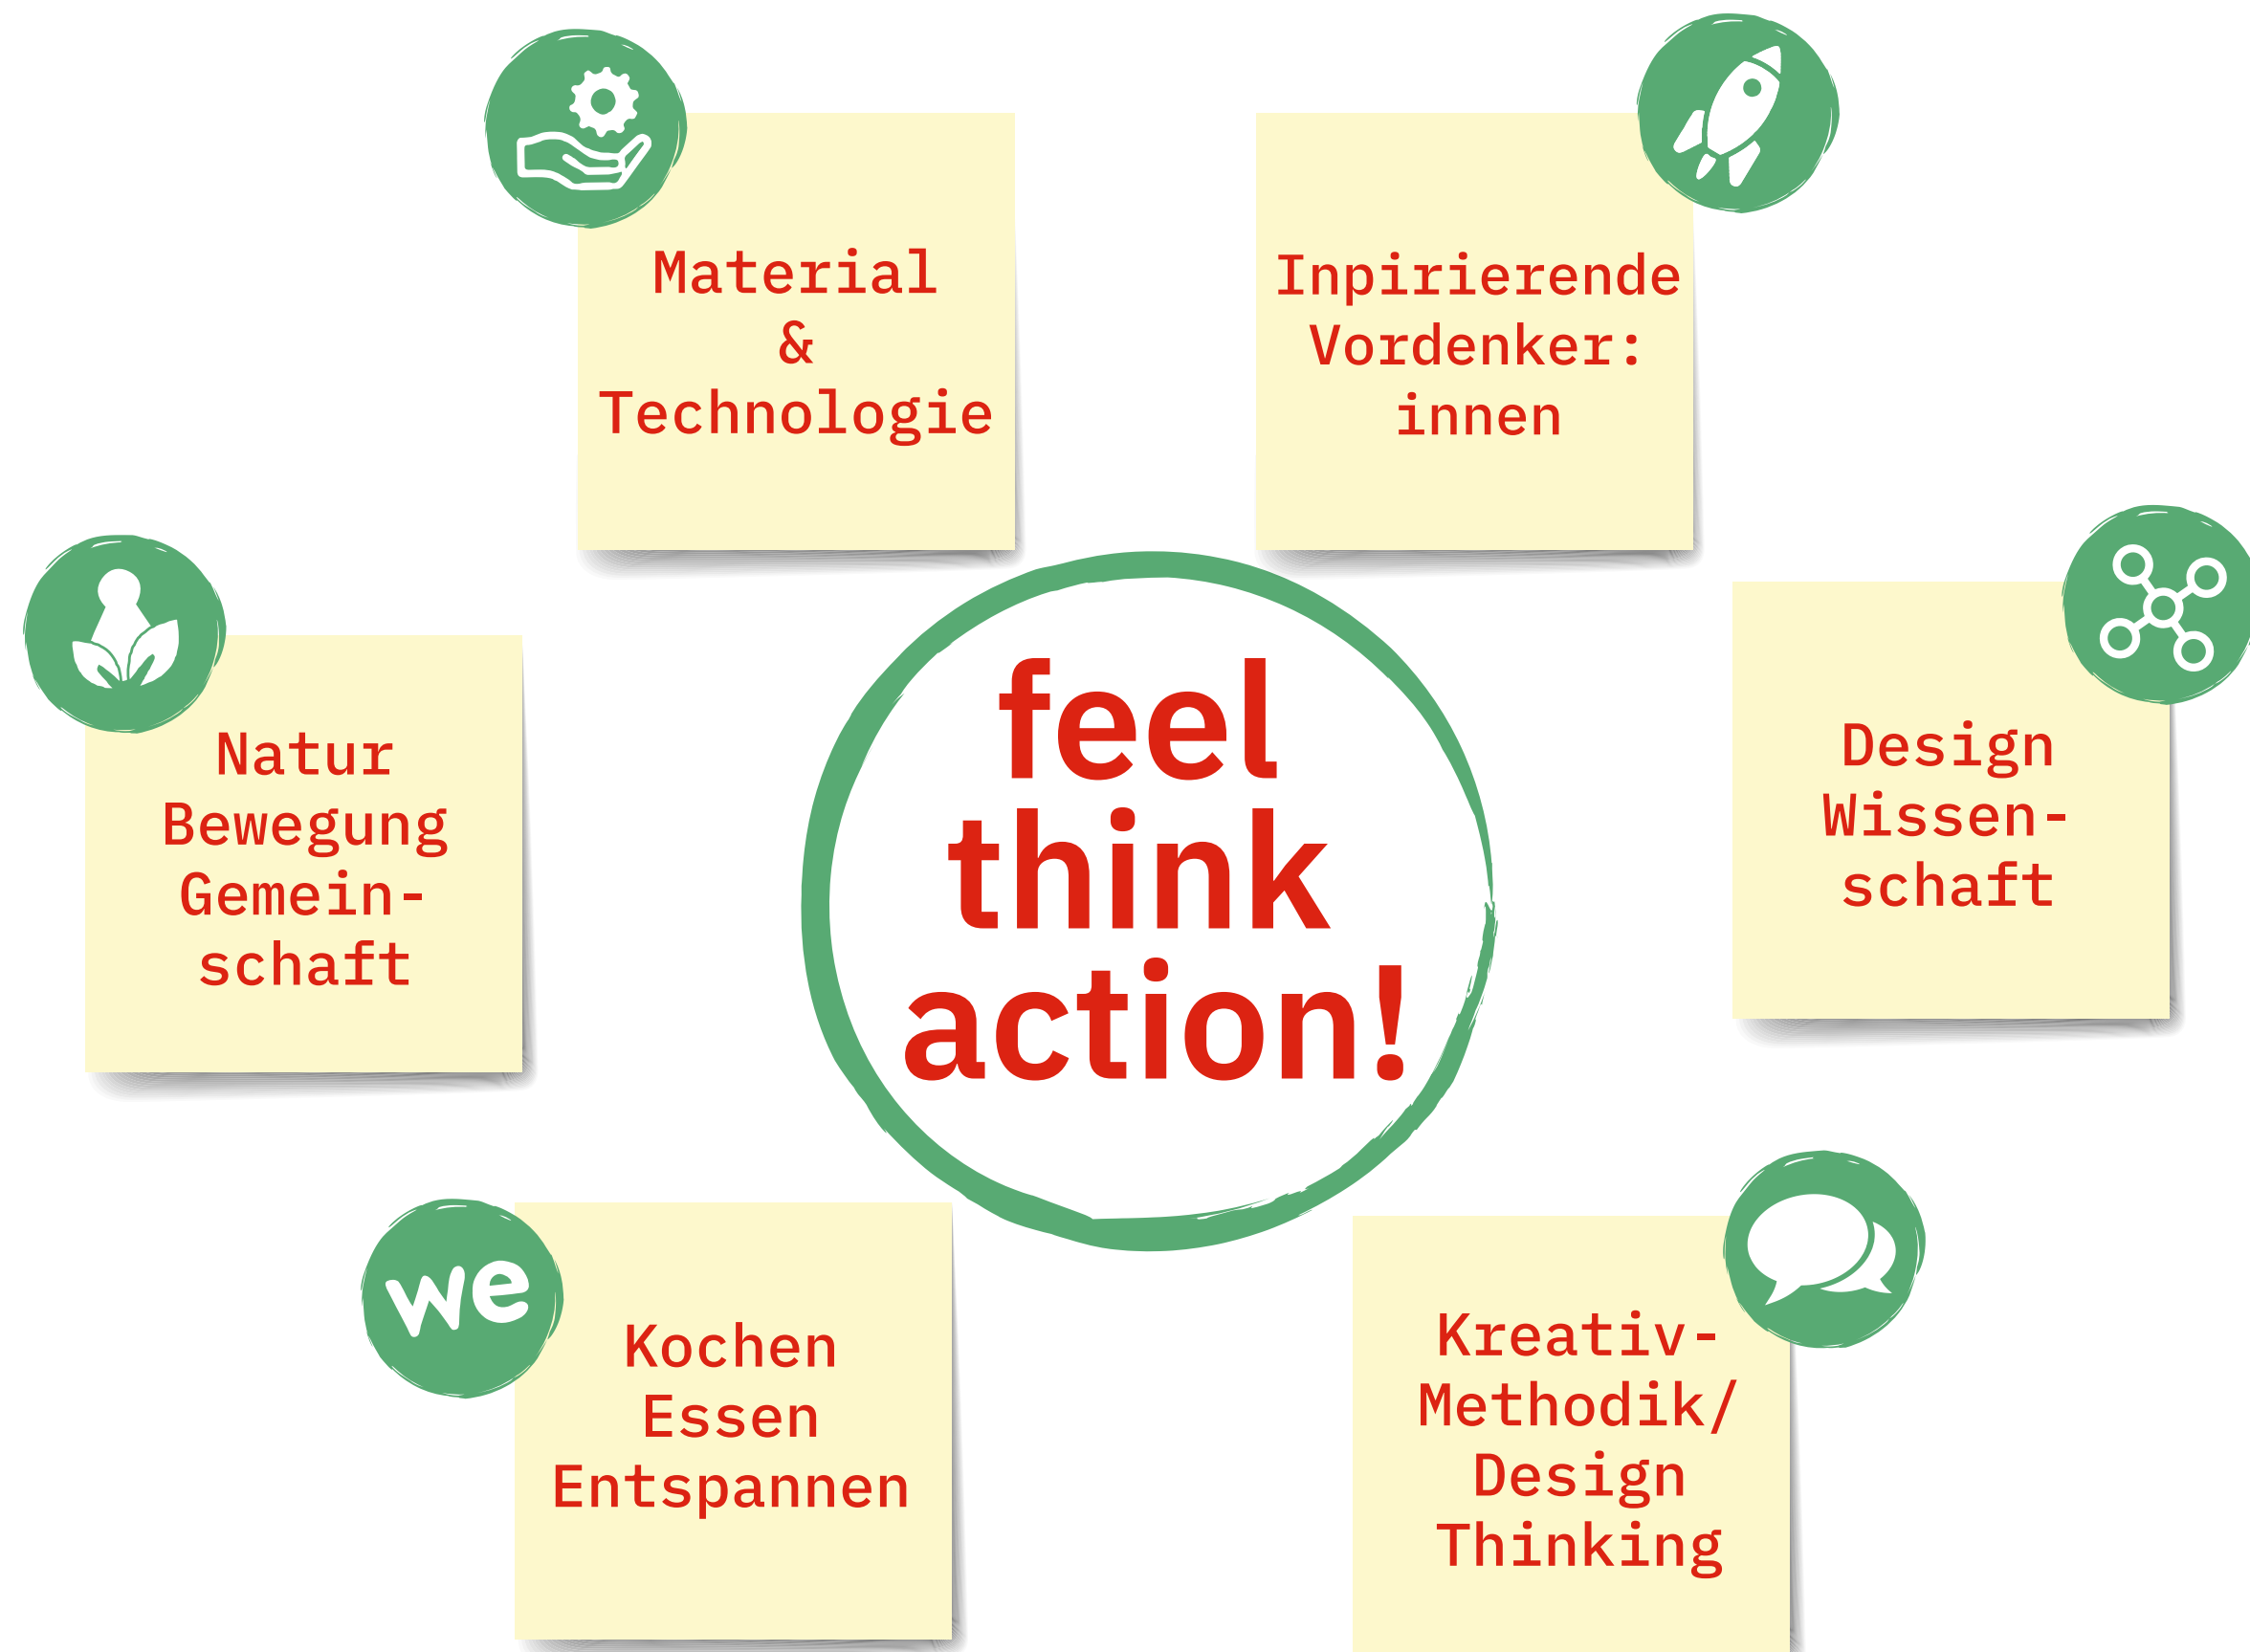 Material
&
Technologie
Inpirierende
Vordenker:
innen
Natur
Bewegung
Gemein-
schaft
feel
think
action!
Design
Wissen-
schaft
we
Kochen
Essen
Entspannen
Kreativ-
Methodik/
Design
Thinking